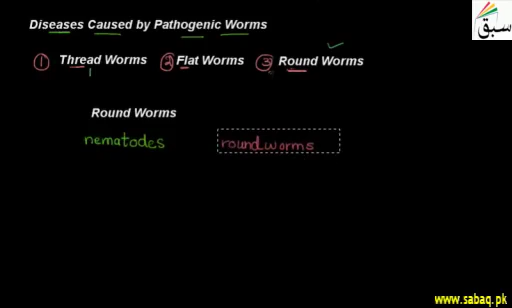 Diseases Caused by Pathogenic Worms
سبق
1 Thread Worms 2 Flat Worms 3 Round Worms
Round Worms
nematodes roundworms
www.sabaq.pk